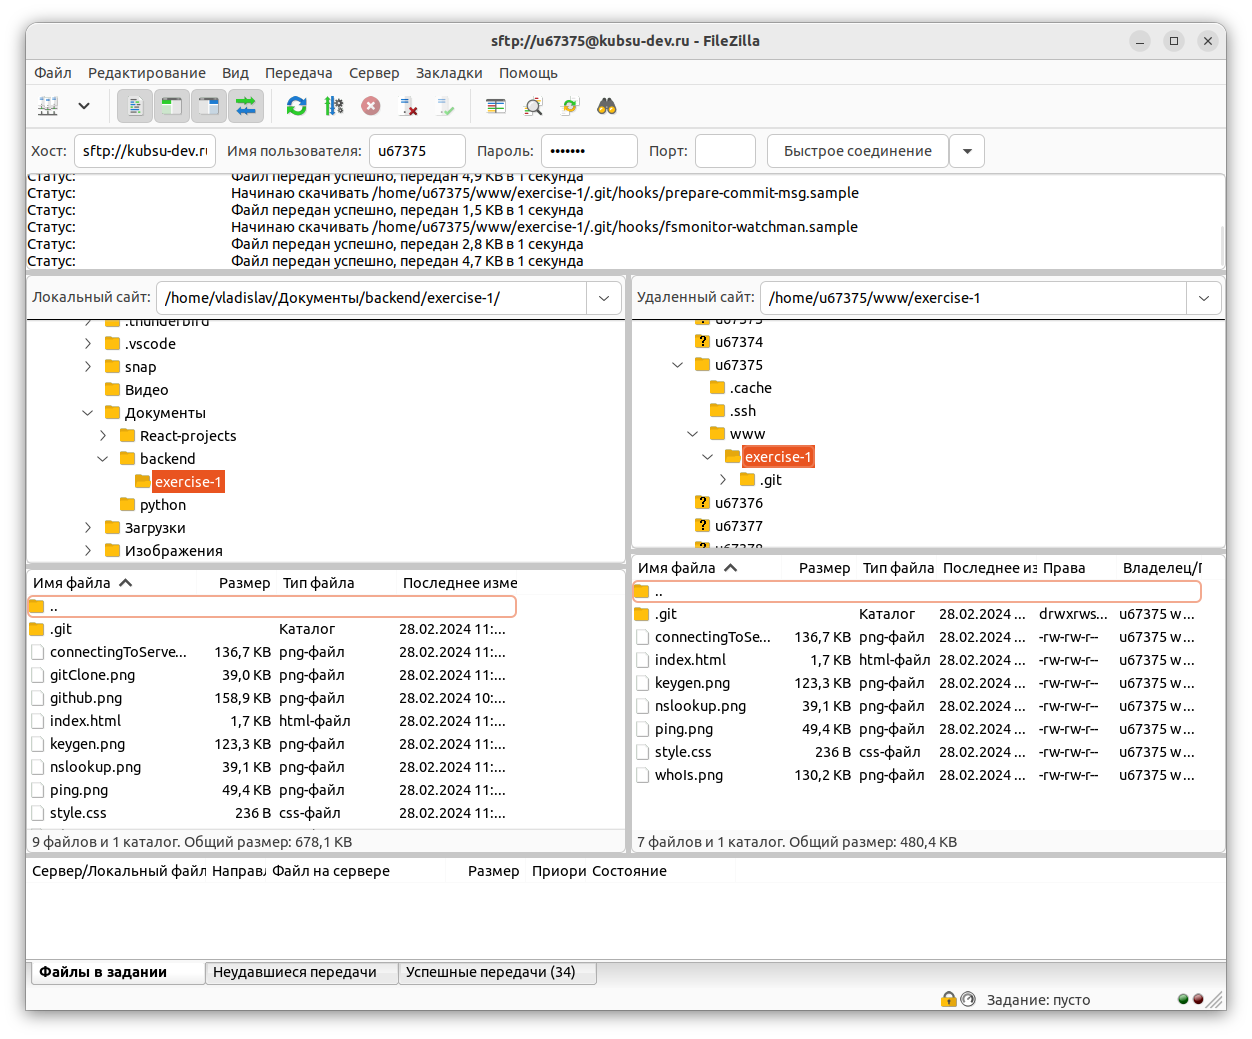 sftp://u67375@kubsu-dev.ru - FileZilla
Файл Редактирование Вид Передача Сервер Закладки Помощь
Хост: sftp://kubsu-dev.ru Имя пользователя: u67375 Пароль: ••••••• Порт: Быстрое соединение
Статус: Файл передан успешно, передан 4,9 KB в 1 секунда
Статус: Начинаю скачивать /home/u67375/www/exercise-1/.git/hooks/prepare-commit-msg.sample
Статус: Файл передан успешно, передан 1,5 KB в 1 секунда
Статус: Начинаю скачивать /home/u67375/www/exercise-1/.git/hooks/fsmonitor-watchman.sample
Статус: Файл передан успешно, передан 2,8 KB в 1 секунда
Статус: Файл передан успешно, передан 4,7 KB в 1 секунда
Локальный сайт: /home/vladislav/Документы/backend/exercise-1/
.thunderbird
.vscode
snap
Видео
Документы
React-projects
backend
exercise-1
python
Загрузки
Изображения
Имя файла Размер Тип файла Последнее изме
..
.git Каталог 28.02.2024 11:...
connectingToServe... 136,7 KB png-файл 28.02.2024 11:...
gitClone.png 39,0 KB png-файл 28.02.2024 11:...
github.png 158,9 KB png-файл 28.02.2024 10:...
index.html 1,7 KB html-файл 28.02.2024 11:...
keygen.png 123,3 KB png-файл 28.02.2024 11:...
nslookup.png 39,1 KB png-файл 28.02.2024 11:...
ping.png 49,4 KB png-файл 28.02.2024 11:...
style.css 236 B css-файл 28.02.2024 11:...
9 файлов и 1 каталог. Общий размер: 678,1 KB
Удаленный сайт: /home/u67375/www/exercise-1
u67373
u67374
u67375
.cache
.ssh
www
exercise-1
.git
u67376
u67377
u67378
Имя файла Размер Тип файла Последнее из Права Владелец/Г
..
.git Каталог 28.02.2024 ... drwxrws... u67375 w...
connectingToSe... 136,7 KB png-файл 28.02.2024 ... -rw-rw-r-- u67375 w...
index.html 1,7 KB html-файл 28.02.2024 ... -rw-rw-r-- u67375 w...
keygen.png 123,3 KB png-файл 28.02.2024 ... -rw-rw-r-- u67375 w...
nslookup.png 39,1 KB png-файл 28.02.2024 ... -rw-rw-r-- u67375 w...
ping.png 49,4 KB png-файл 28.02.2024 ... -rw-rw-r-- u67375 w...
style.css 236 B css-файл 28.02.2024 ... -rw-rw-r-- u67375 w...
whoIs.png 130,2 KB png-файл 28.02.2024 ... -rw-rw-r-- u67375 w...
7 файлов и 1 каталог. Общий размер: 480,4 KB
Сервер/Локальный файл Направл Файл на сервере Размер Приори Состояние
Файлы в задании Неудавшиеся передачи Успешные передачи (34)
Задание: пусто